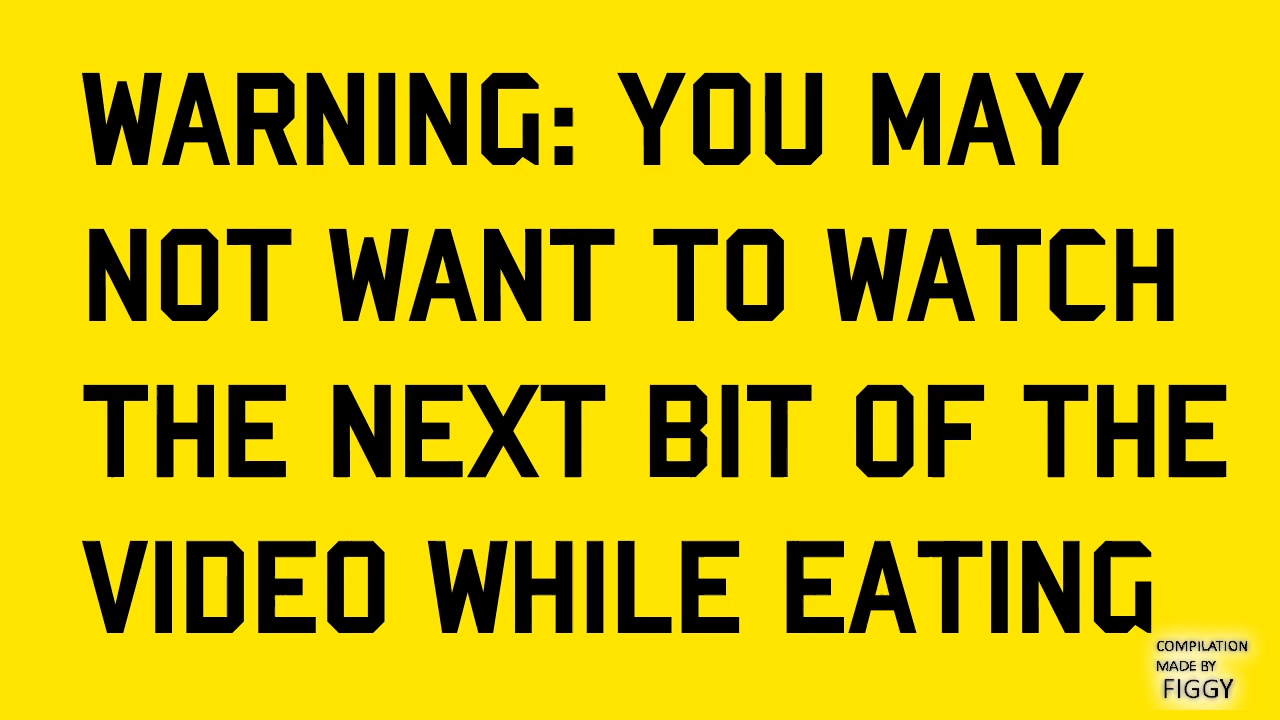 WARNING: YOU MAY
NOT WANT TO WATCH
THE NEXT BIT OF THE
VIDEO WHILE EATING
COMPILATION
MADE BY
FIGGY